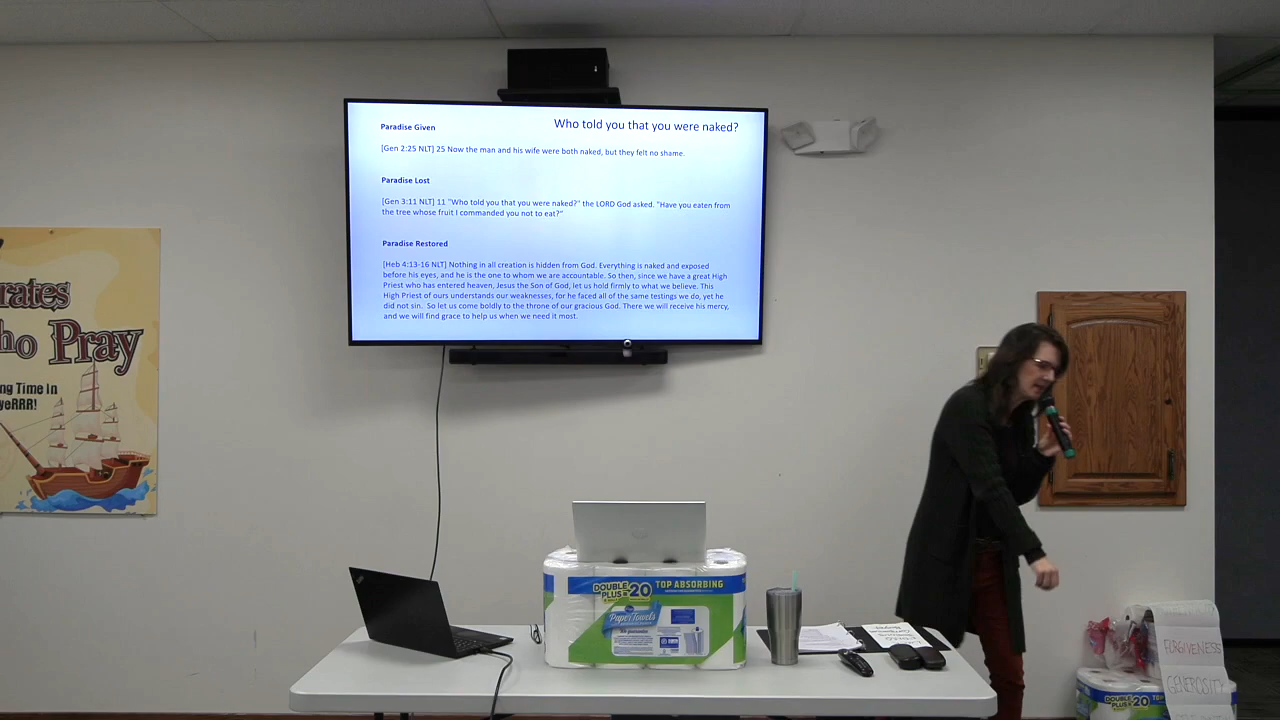 Who told you that you were naked?
Paradise Given
[Gen 2:25 NLT] 25 Now the man and his wife were both naked, but they felt no shame.
Paradise Lost
[Gen 3:11 NLT] 11 "Who told you that you were naked?" the LORD God asked. "Have you eaten from
the tree whose fruit I commanded you not to eat?"
Paradise Restored
[Heb 4:13-16 NLT] Nothing in all creation is hidden from God. Everything is naked and exposed
before his eyes, and he is the one to whom we are accountable. So then, since we have a great High
Priest who has entered heaven, Jesus the Son of God, let us hold firmly to what we believe. This
High Priest of ours understands our weaknesses, for he faced all of the same testings we do, yet he
did not sin. So let us come boldly to the throne of our gracious God. There we will receive his mercy,
and we will find grace to help us when we need it most.
rates
ho Pray
ng Time In
yeRRR!
DOUBLE PLUS = 20
TOP ABSORBING
Paper Towels
FORGIVENESS
GENEROSITY
DOUBLE PLUS = 20